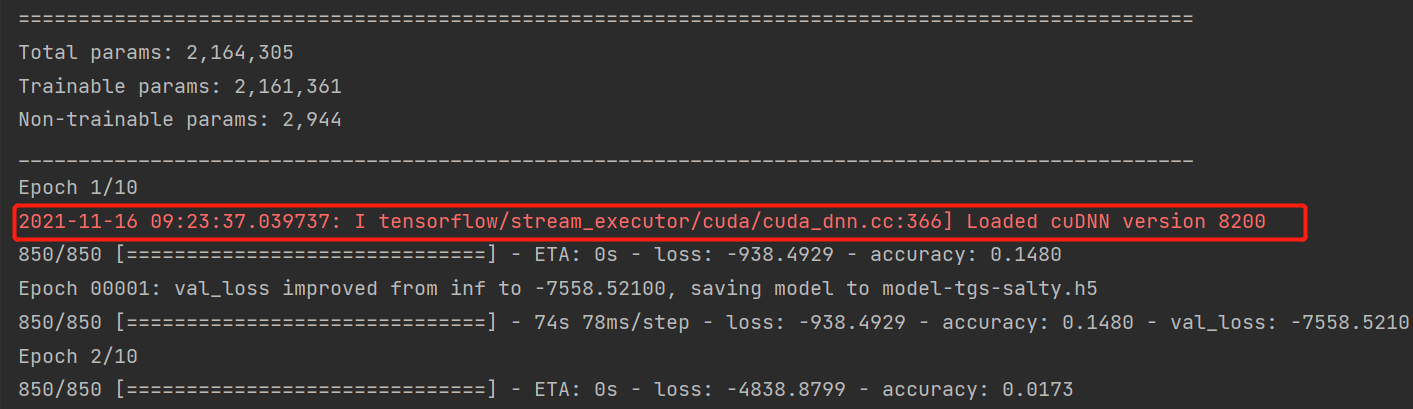 ==================================================================================================
Total params: 2,164,305
Trainable params: 2,161,361
Non-trainable params: 2,944
__________________________________________________________________________________________________
Epoch 1/10
2021-11-16 09:23:37.039737: I tensorflow/stream_executor/cuda/cuda_dnn.cc:366] Loaded cuDNN version 8200
850/850 [==============================] - ETA: 0s - loss: -938.4929 - accuracy: 0.1480
Epoch 00001: val_loss improved from inf to -7558.52100, saving model to model-tgs-salty.h5
850/850 [==============================] - 74s 78ms/step - loss: -938.4929 - accuracy: 0.1480 - val_loss: -7558.5210
Epoch 2/10
850/850 [==============================] - ETA: 0s - loss: -4838.8799 - accuracy: 0.0173